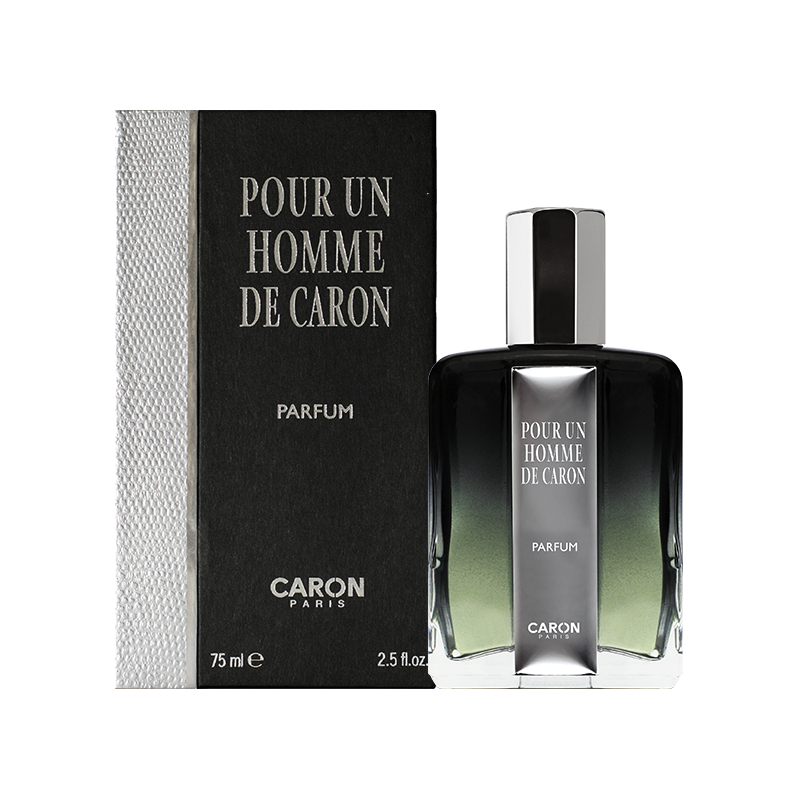 POUR UN
HOMME
DE CARON
PARFUM
CARON
PARIS
75 ml ℮
2.5 fl.oz.
POUR UN
HOMME
DE CARON
PARFUM
CARON
PARIS